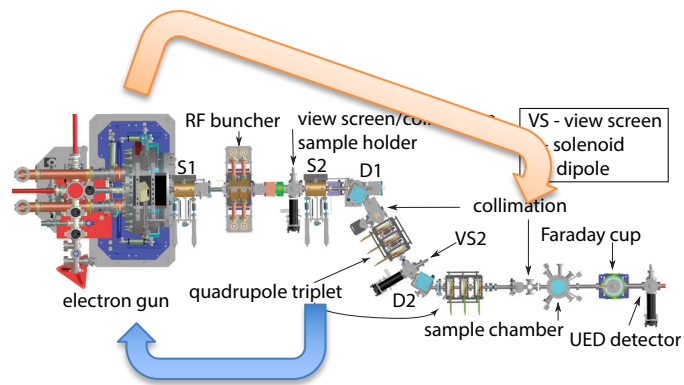 RF buncher
view screen/co
sample holder
VS - view screen
solenoid
dipole
S1
S2
D1
collimation
VS2
Faraday cup
quadrupole triplet
electron gun
D2
sample chamber
UED detector